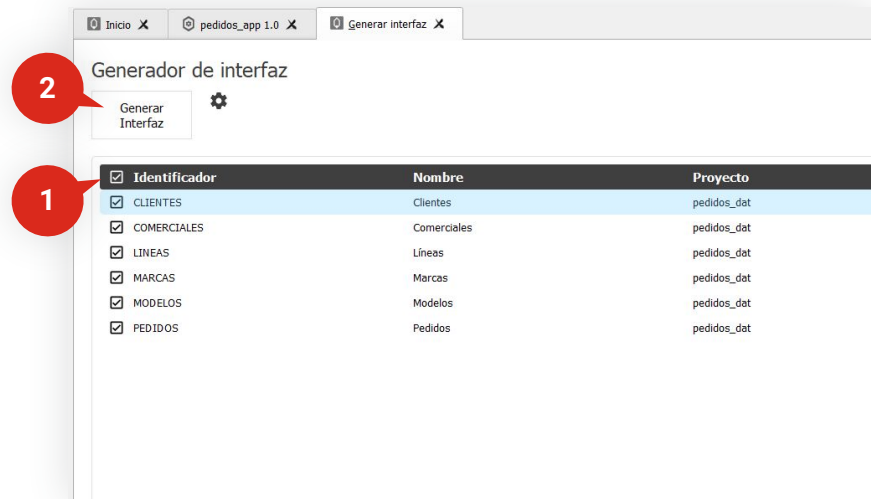 Inicio
pedidos_app 1.0
Generar interfaz
Generador de interfaz
2
Generar
Interfaz
1
Identificador Nombre Proyecto
CLIENTES Clientes pedidos_dat
COMERCIALES Comerciales pedidos_dat
LINEAS Líneas pedidos_dat
MARCAS Marcas pedidos_dat
MODELOS Modelos pedidos_dat
PEDIDOS Pedidos pedidos_dat